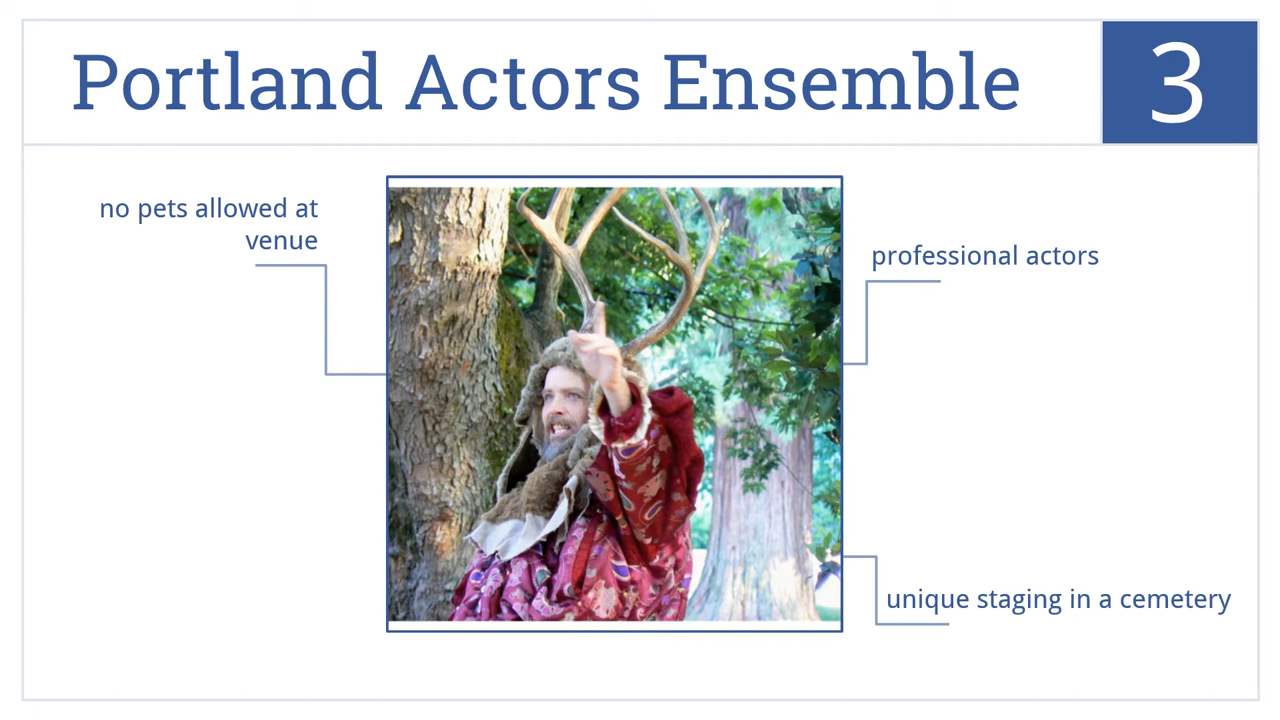 Portland Actors Ensemble
3
no pets allowed at
venue
professional actors
unique staging in a cemetery